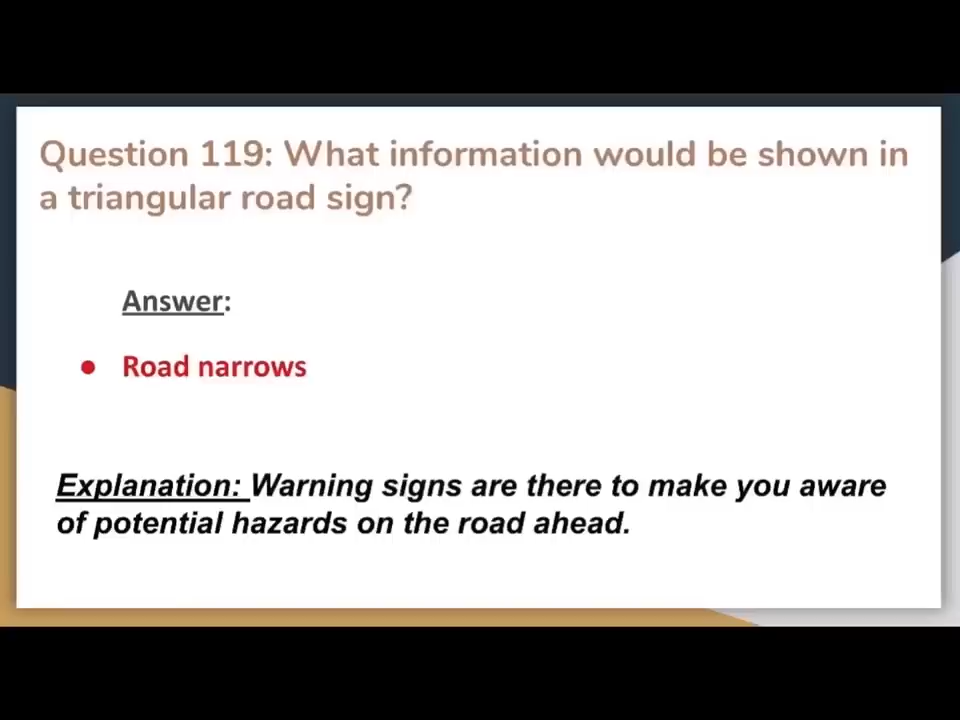 Question 119: What information would be shown in
a triangular road sign?
Answer:
● Road narrows
Explanation: Warning signs are there to make you aware
of potential hazards on the road ahead.